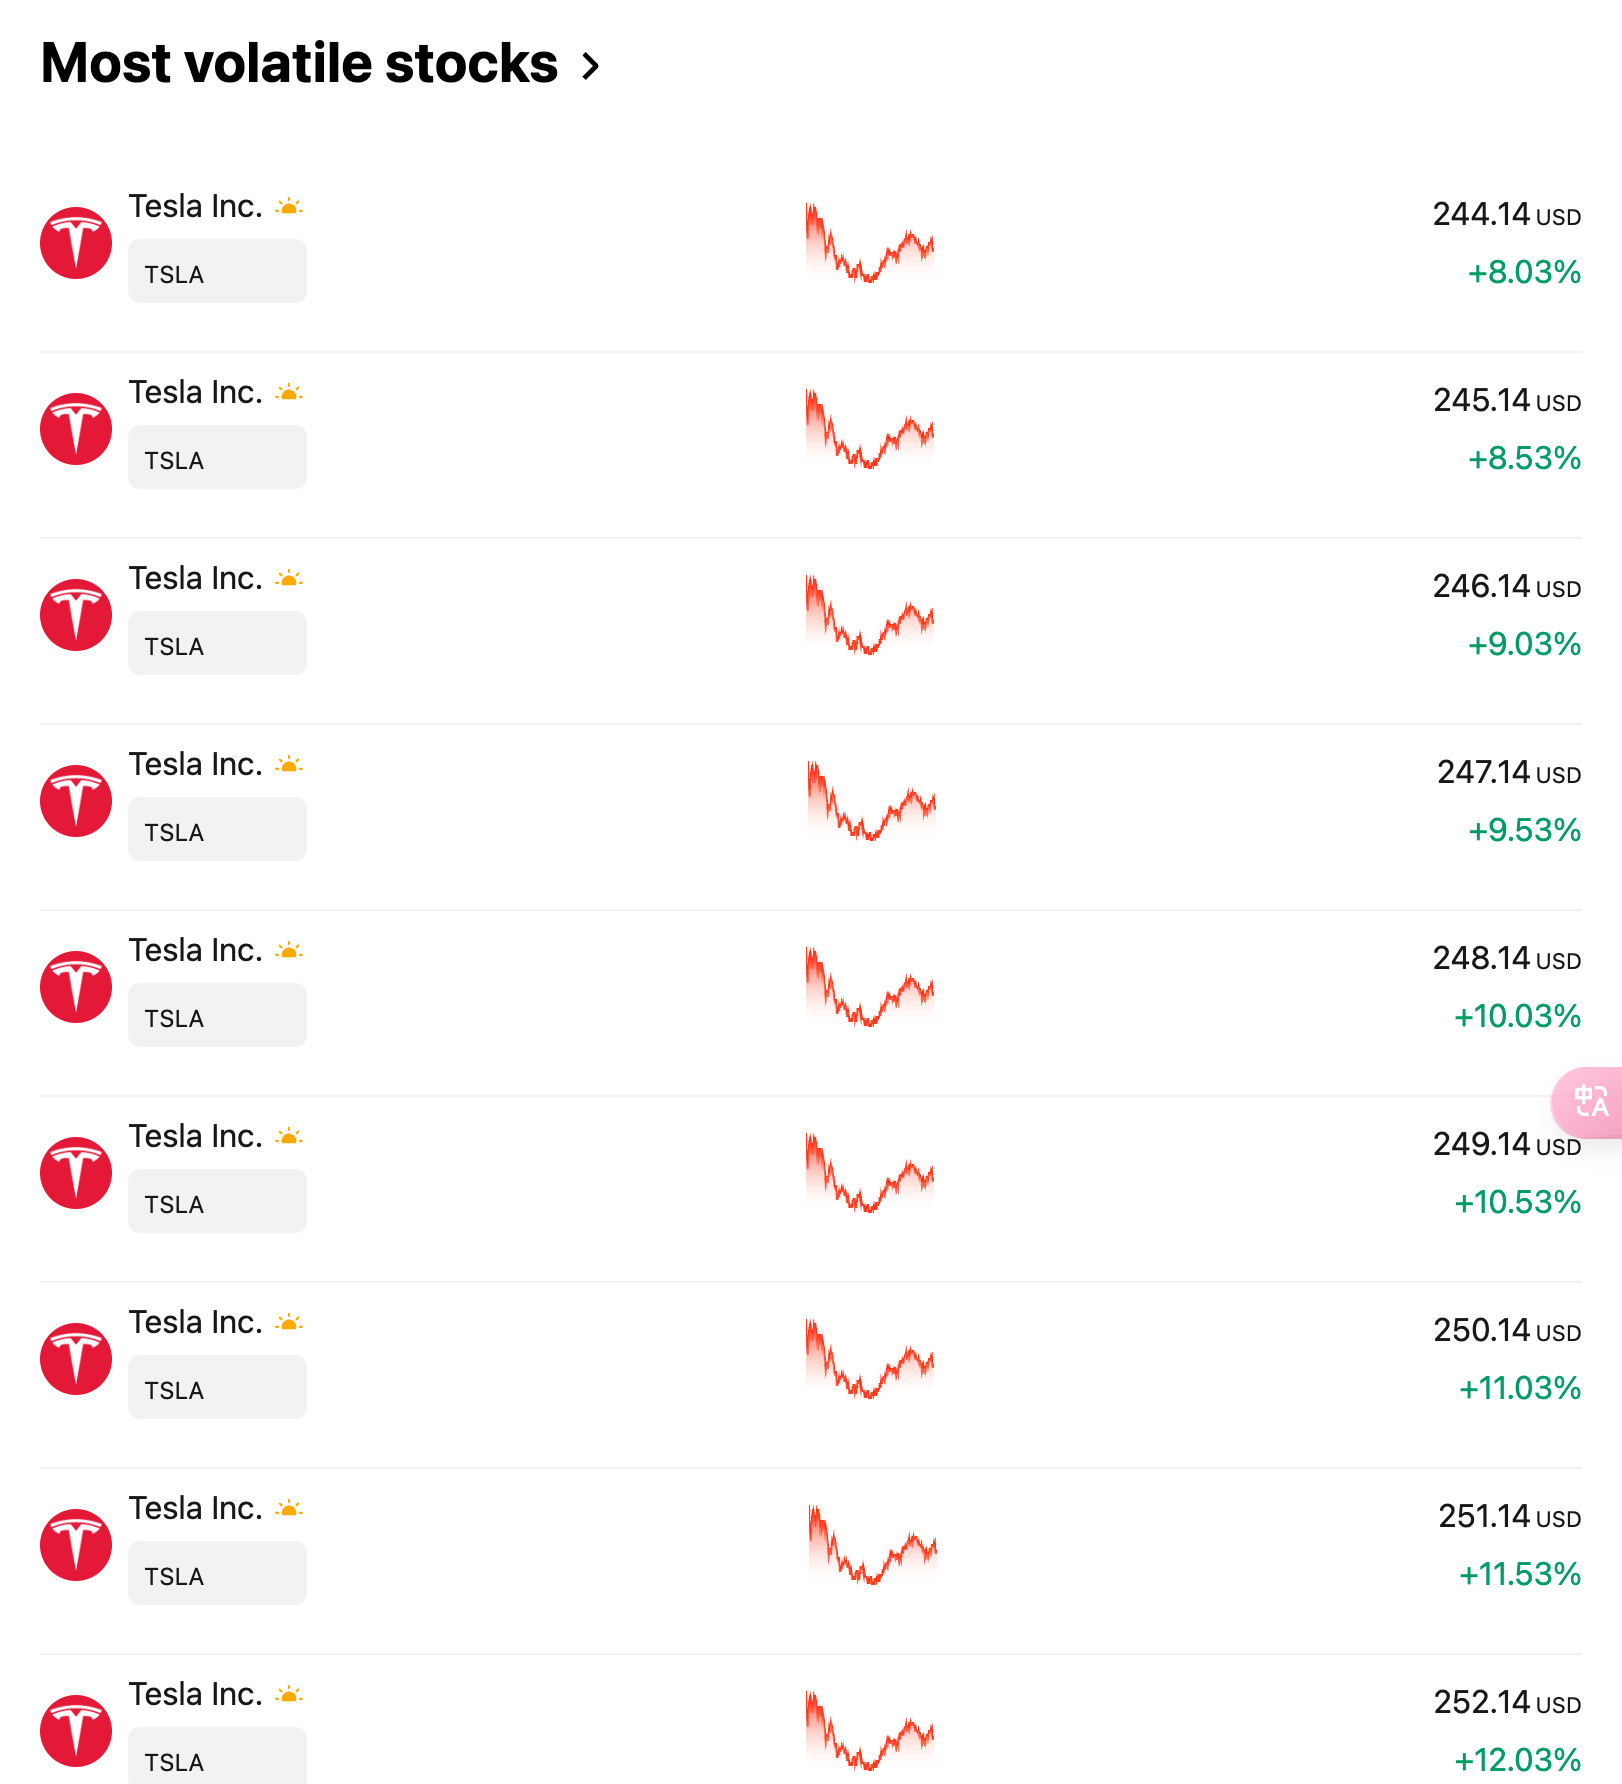 Most volatile stocks
Tesla Inc.
244.14 USD
TSLA
+8.03%
Tesla Inc.
245.14 USD
TSLA
+8.53%
Tesla Inc.
246.14 USD
TSLA
+9.03%
Tesla Inc.
247.14 USD
TSLA
+9.53%
Tesla Inc.
248.14 USD
TSLA
+10.03%
中A
Tesla Inc.
249.14 USD
TSLA
+10.53%
Tesla Inc.
250.14 USD
TSLA
+11.03%
Tesla Inc.
251.14 USD
TSLA
+11.53%
Tesla Inc.
252.14 USD
TSLA
+12.03%